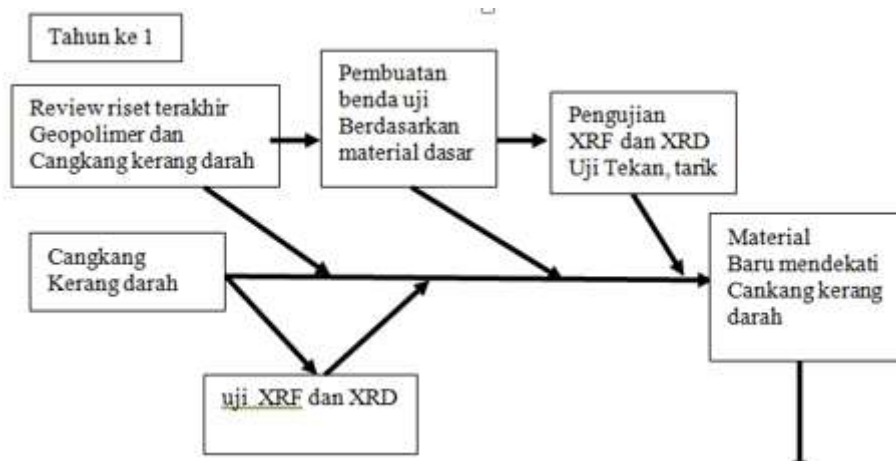 Tahun ke 1
Review riset terakhir
Geopolimer dan
Cangkang kerang darah
Pembuatan
benda uji
Berdasarkan
material dasar
Pengujian
XRF dan XRD
Uji Tekan, tarik
Cangkang
Kerang darah
Material
Baru mendekati
Cankang kerang
darah
uji XRF dan XRD